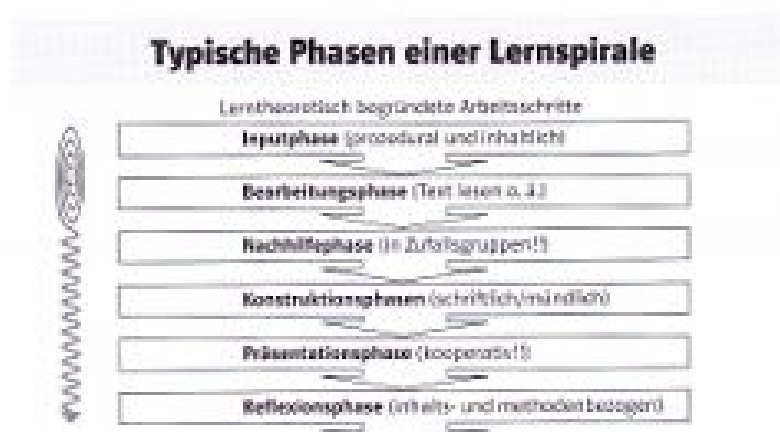 Typische Phasen einer Lernspirale
Lerntheoretisch begründete Arbeitsschritte
Inputphase (prozedural und inhaltlich)
Bearbeitungsphase (Text lesen o. ä.)
Nachhilfephase (in Zufallsgruppen!)
Konstruktionsphasen (schriftlich/mündlich)
Präsentationsphase (kooperativ!)
Reflexionsphase (inhalts- und methodenbezogen)